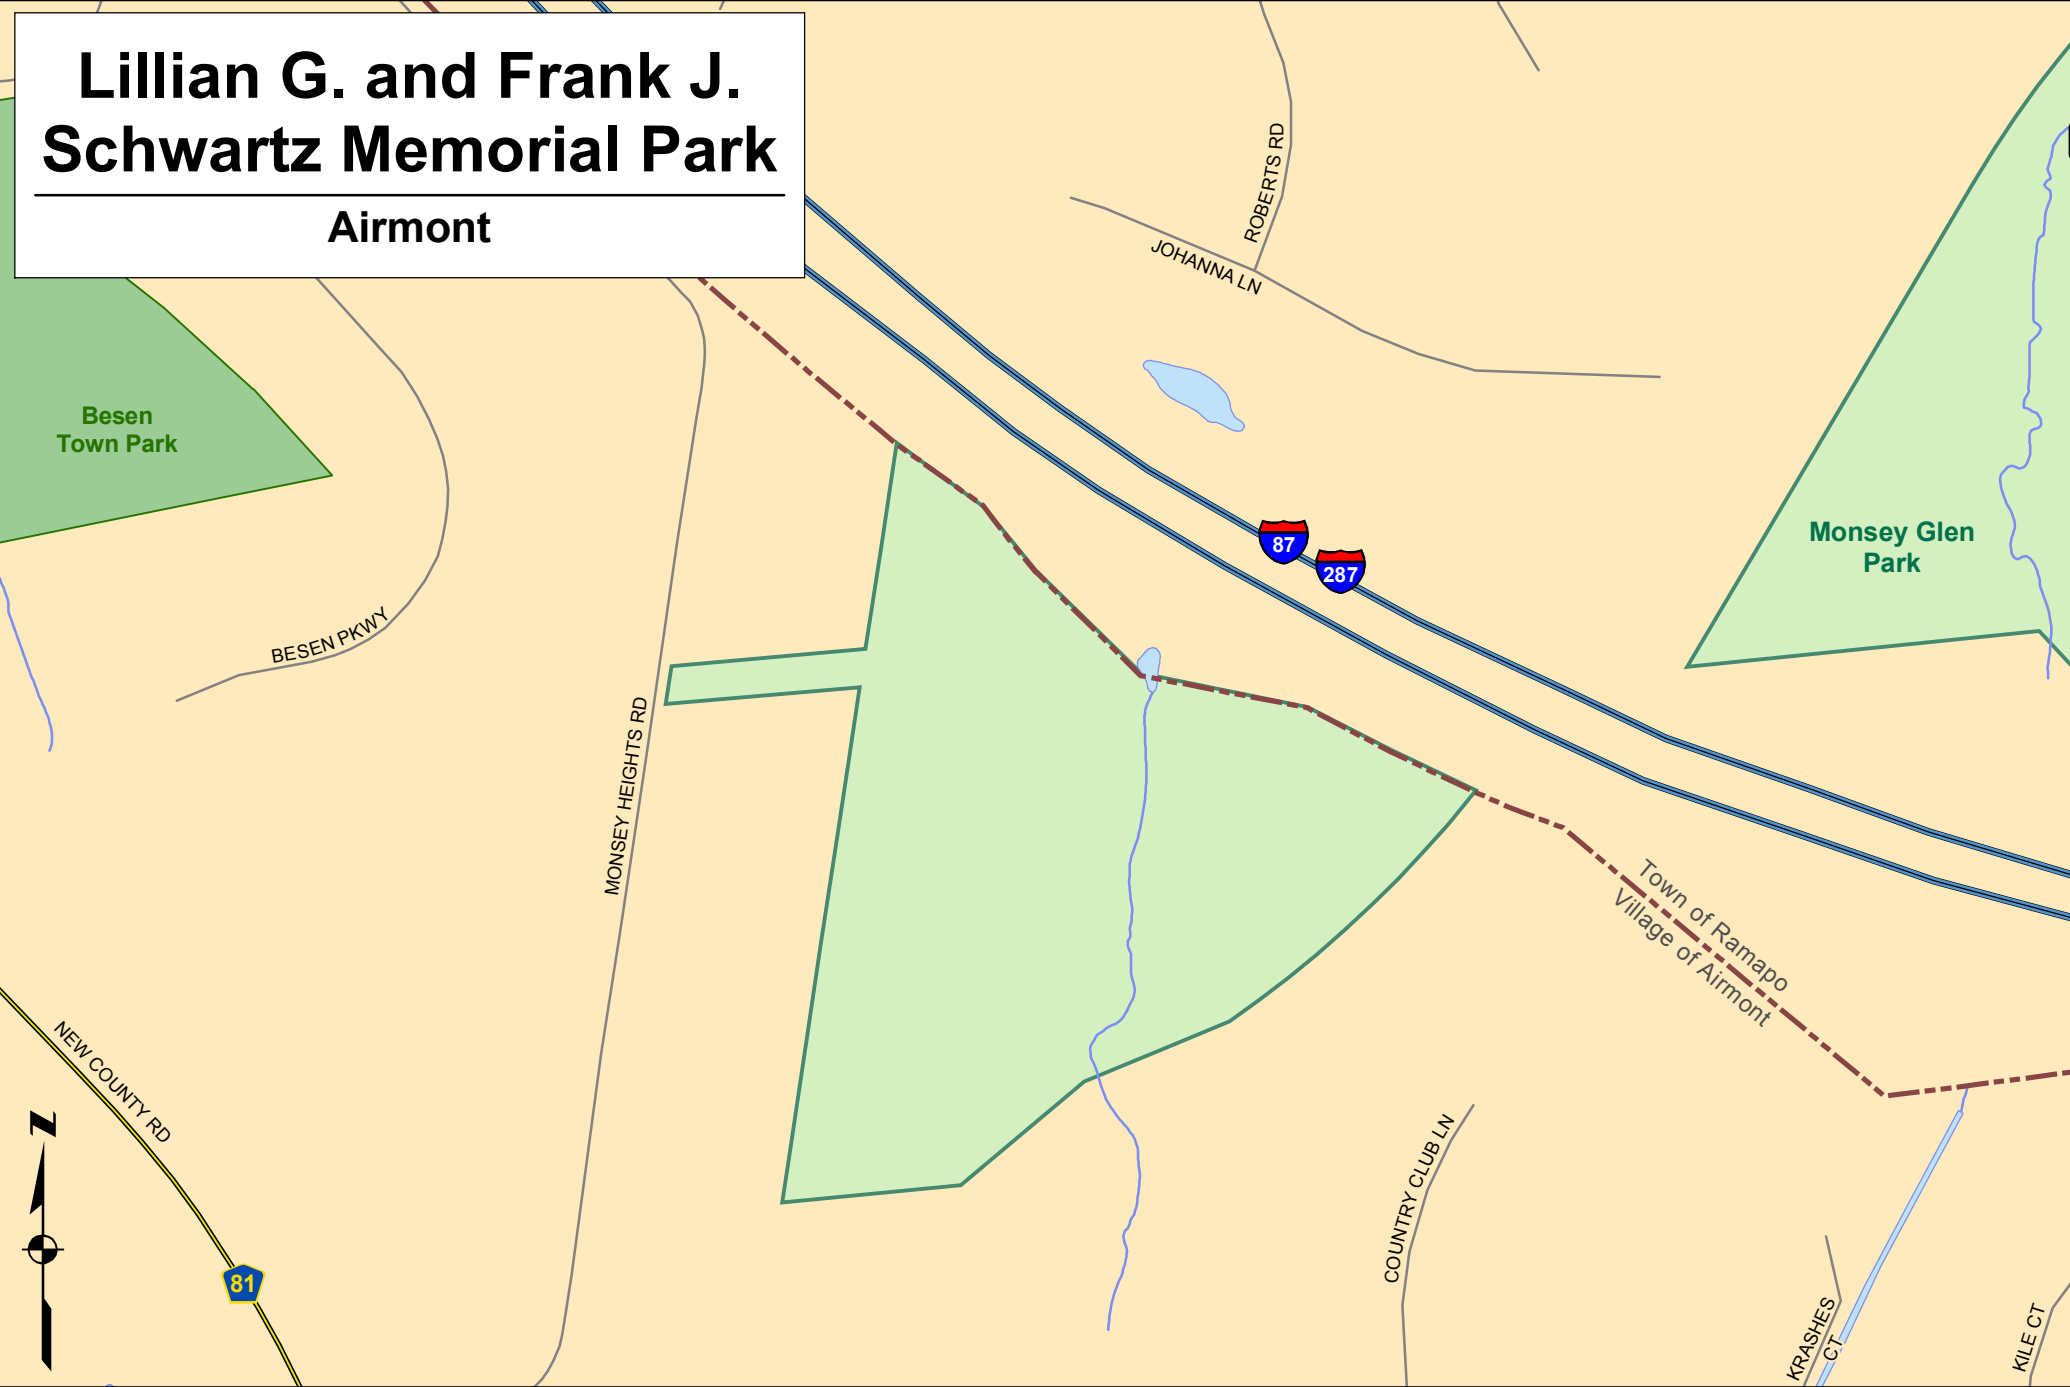 Lillian G. and Frank J.
Schwartz Memorial Park
Airmont
ROBERTS RD
JOHANNA LN
Besen
Town Park
87
287
Monsey Glen
Park
BESEN PKWY
MONSEY HEIGHTS RD
Town of Ramapo
Village of Airmont
NEW COUNTY RD
N
81
COUNTRY CLUB LN
KRASHES
CT
KILE CT